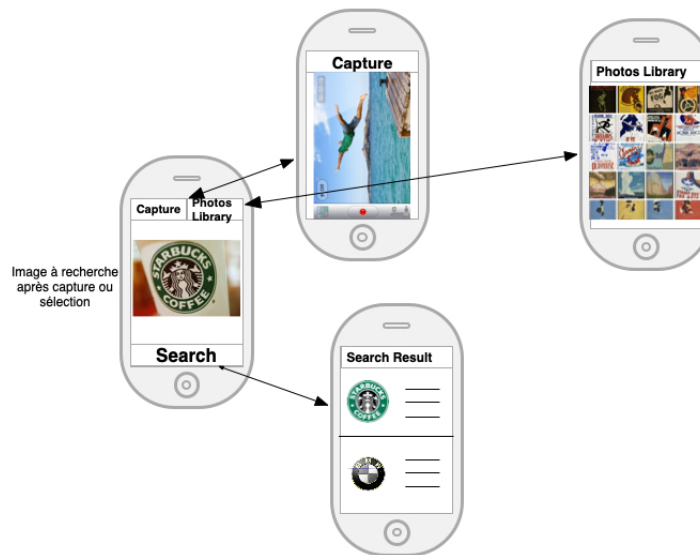 Capture
Photos Library
Capture
Photos
Library
Image à recherche
après capture ou
sélection
STARBUCKS
COFFEE
Search
Search Result
STARBUCKS
COFFEE